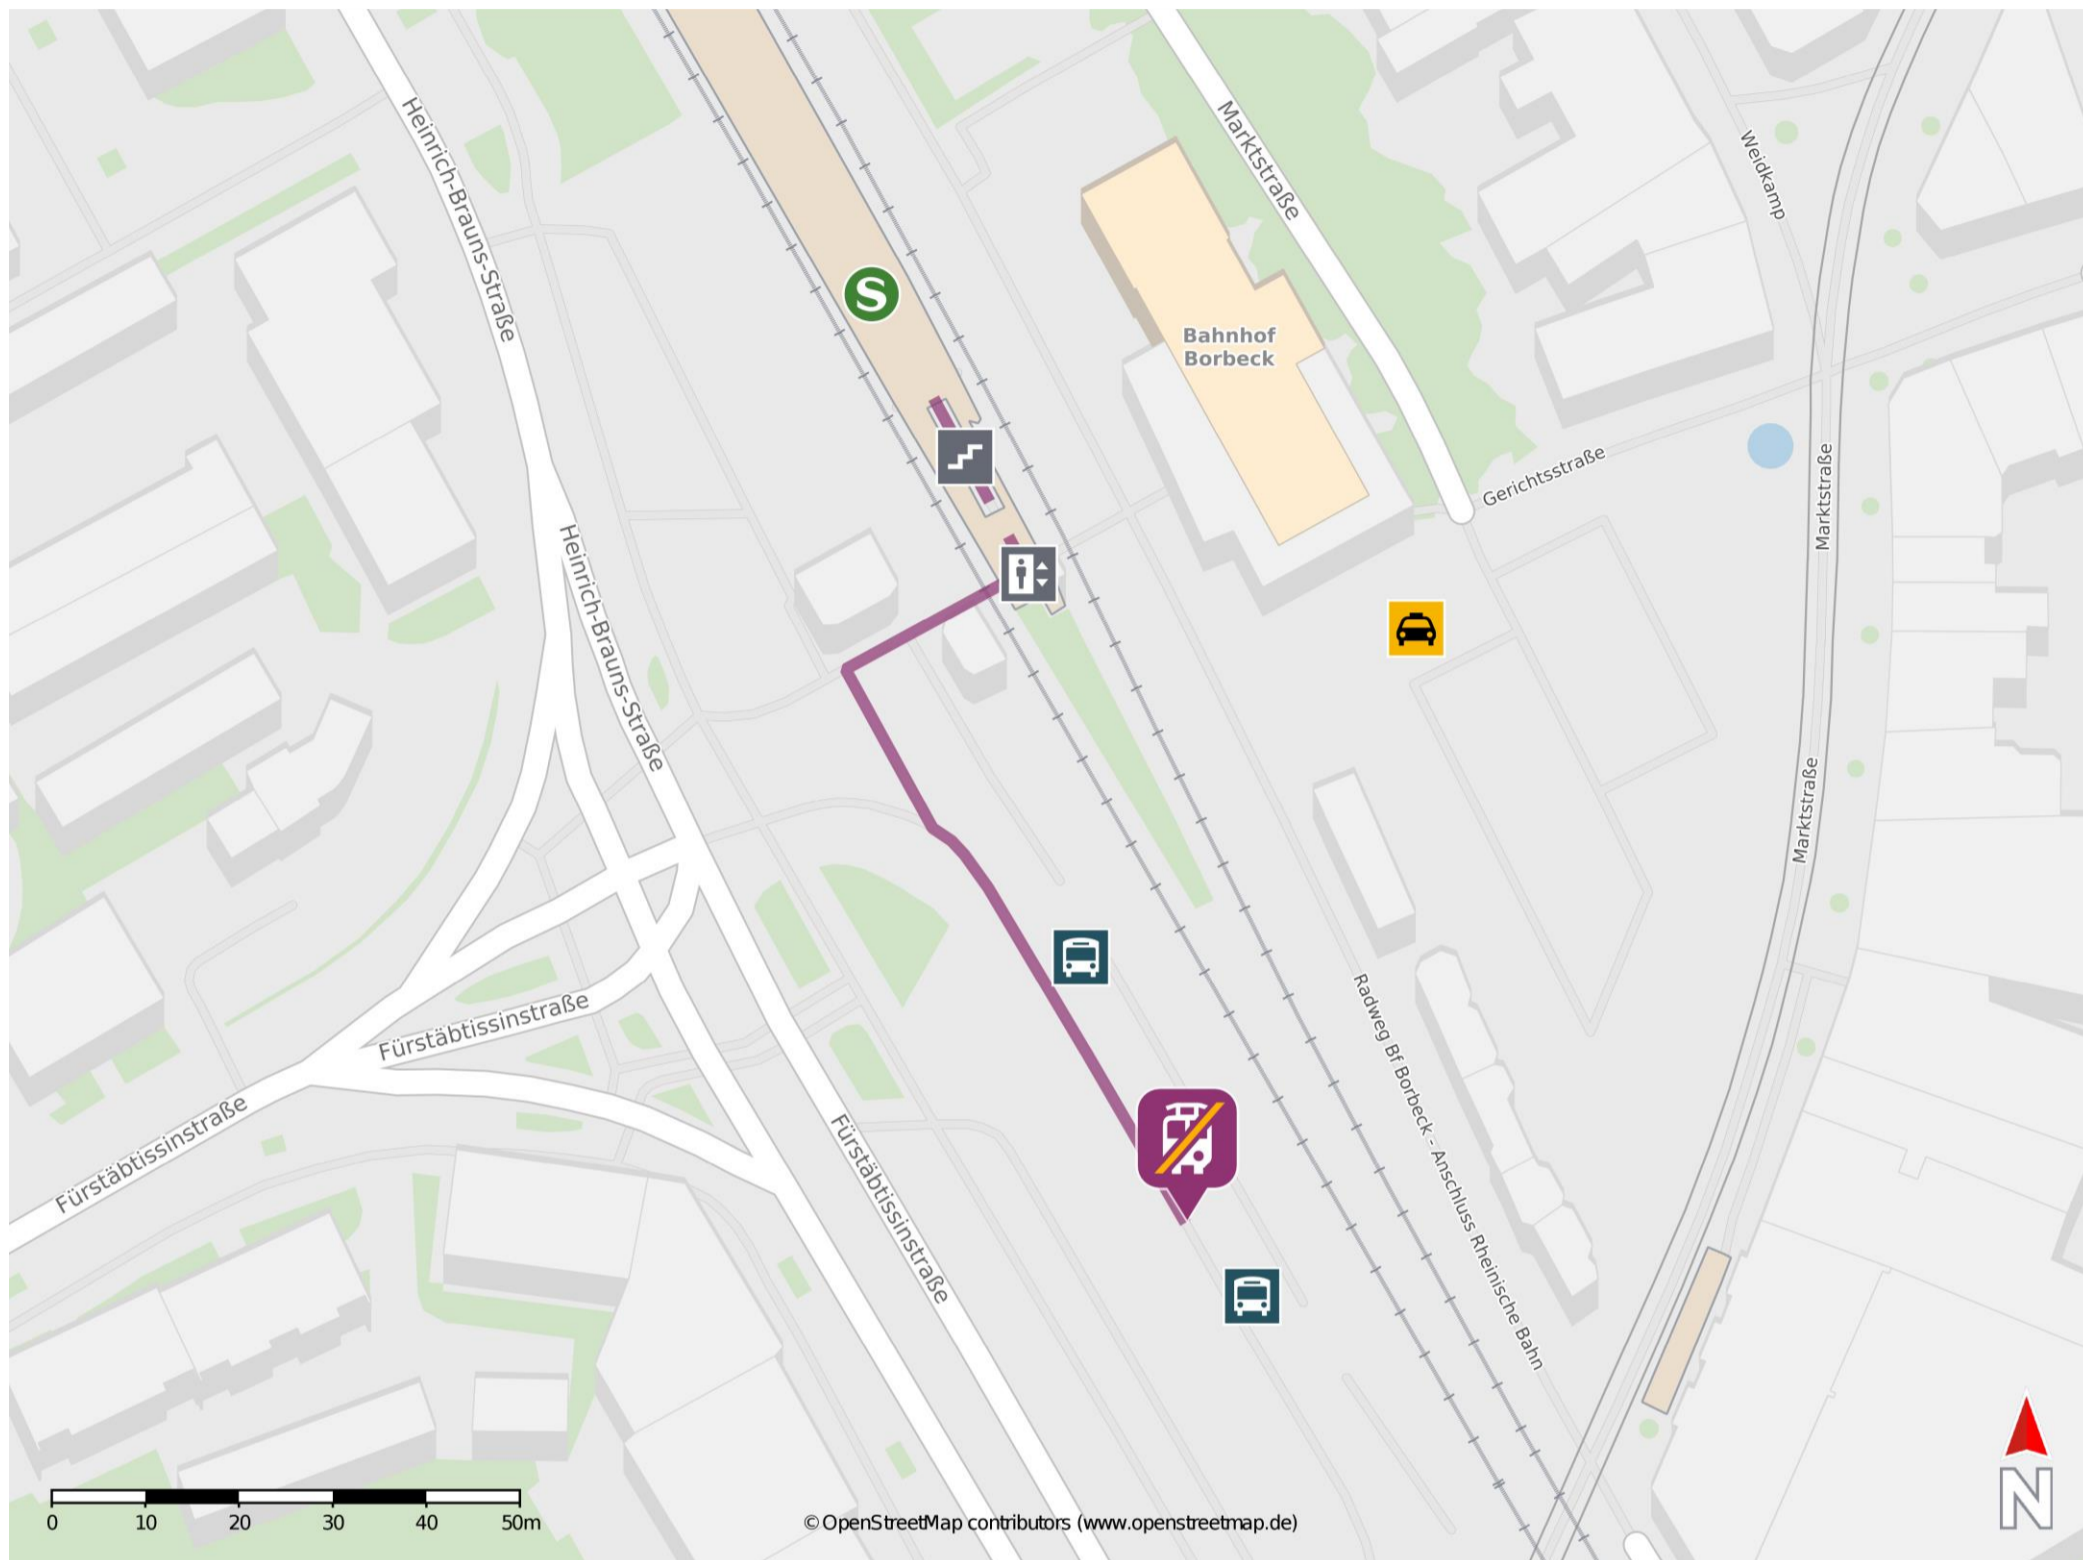 Heinrich-Brauns-Straße
Marktstraße
Weidkamp
S
Bahnhof
Borbeck
Gerichtsstraße
Marktstraße
Heinrich-Brauns-Straße
Marktstraße
Fürstäbtissinstraße
Radweg Bf Borbeck - Anschluss Rheinische Bahn
Fürstäbtissinstraße
Fürstäbtissinstraße
N
0 10 20 30 40 50m
© OpenStreetMap contributors (www.openstreetmap.de)